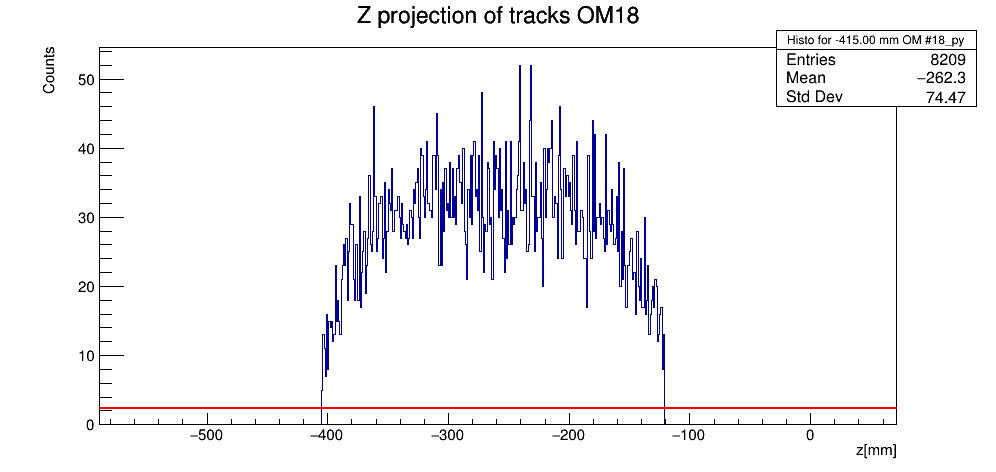 Z projection of tracks OM18
Histo for -415.00 mm OM #18_py
Entries 8209
Mean −262.3
Std Dev 74.47
Counts
50
40
30
20
10
0
−500 −400 −300 −200 −100 0
z[mm]